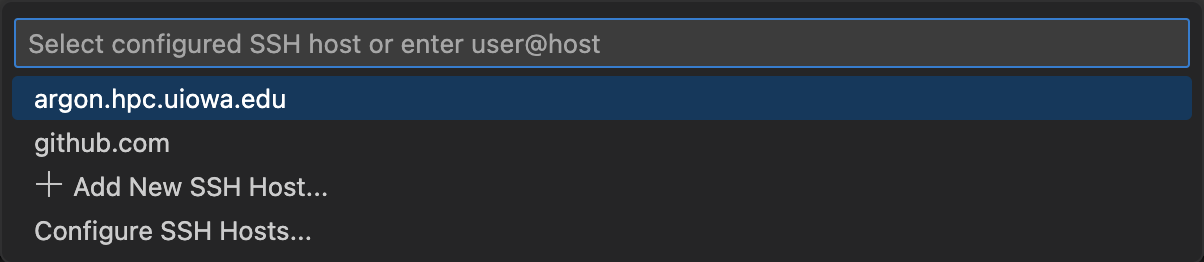 Select configured SSH host or enter user@host
argon.hpc.uiowa.edu
github.com
+ Add New SSH Host...
Configure SSH Hosts...